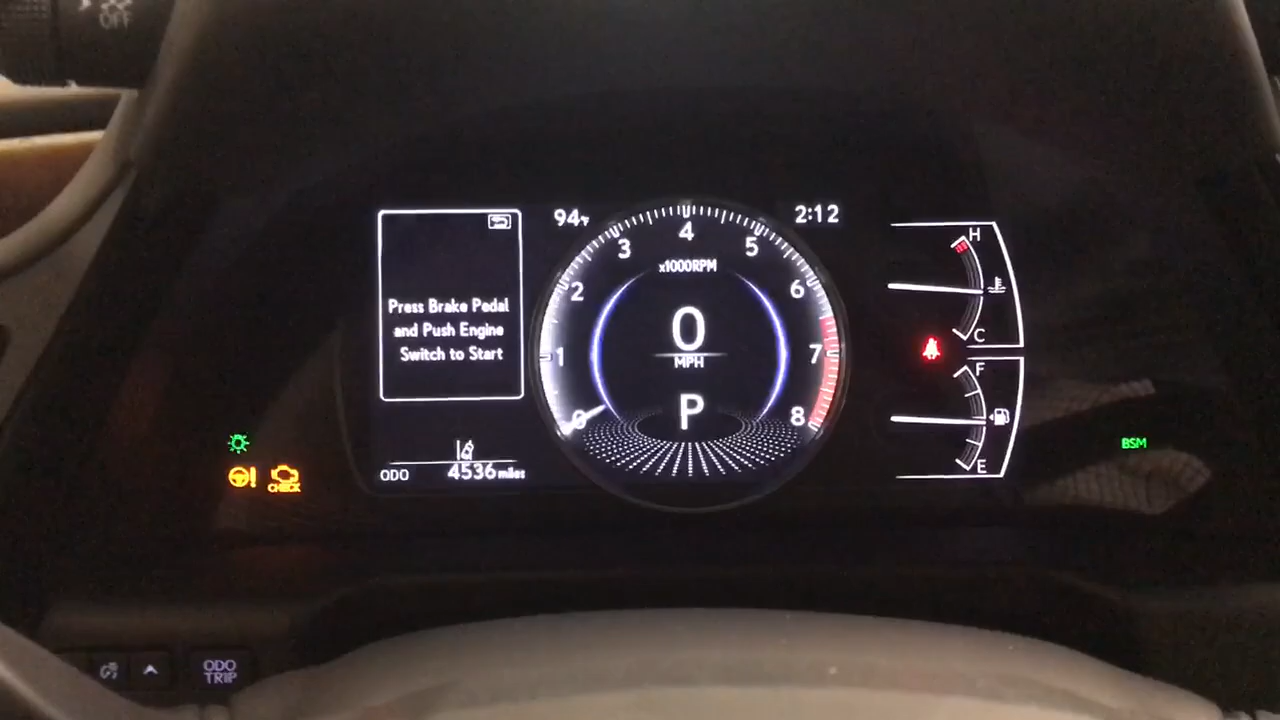 OFF
94°F
2:12
Press Brake Pedal
and Push Engine
Switch to Start
ODO 4536 miles
0
1
2
3
4
5
6
7
8
x1000RPM
0
MPH
P
H
C
F
E
CHECK
BSM
ODO
TRIP